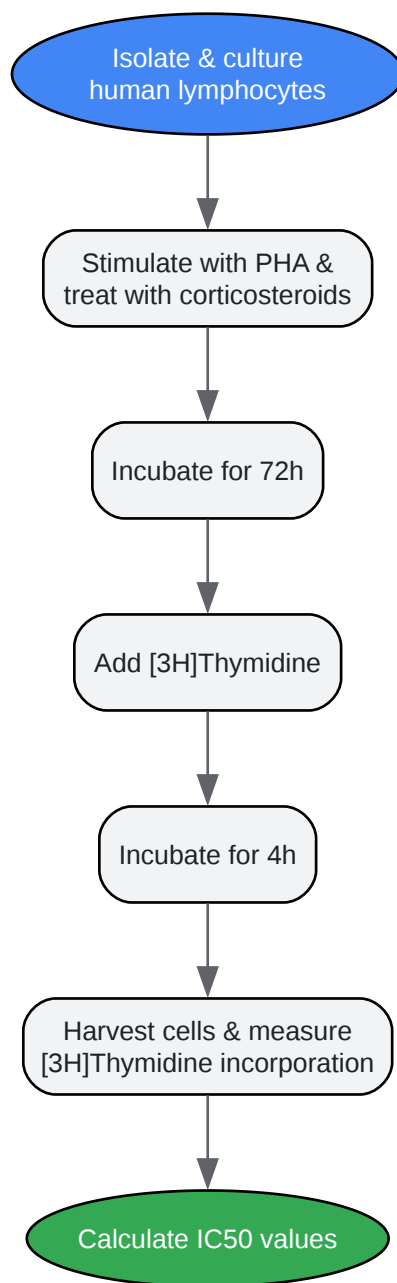 Isolate & culture
human lymphocytes
Stimulate with PHA &
treat with corticosteroids
Incubate for 72h
Add [3H]Thymidine
Incubate for 4h
Harvest cells & measure
[3H]Thymidine incorporation
Calculate IC50 values